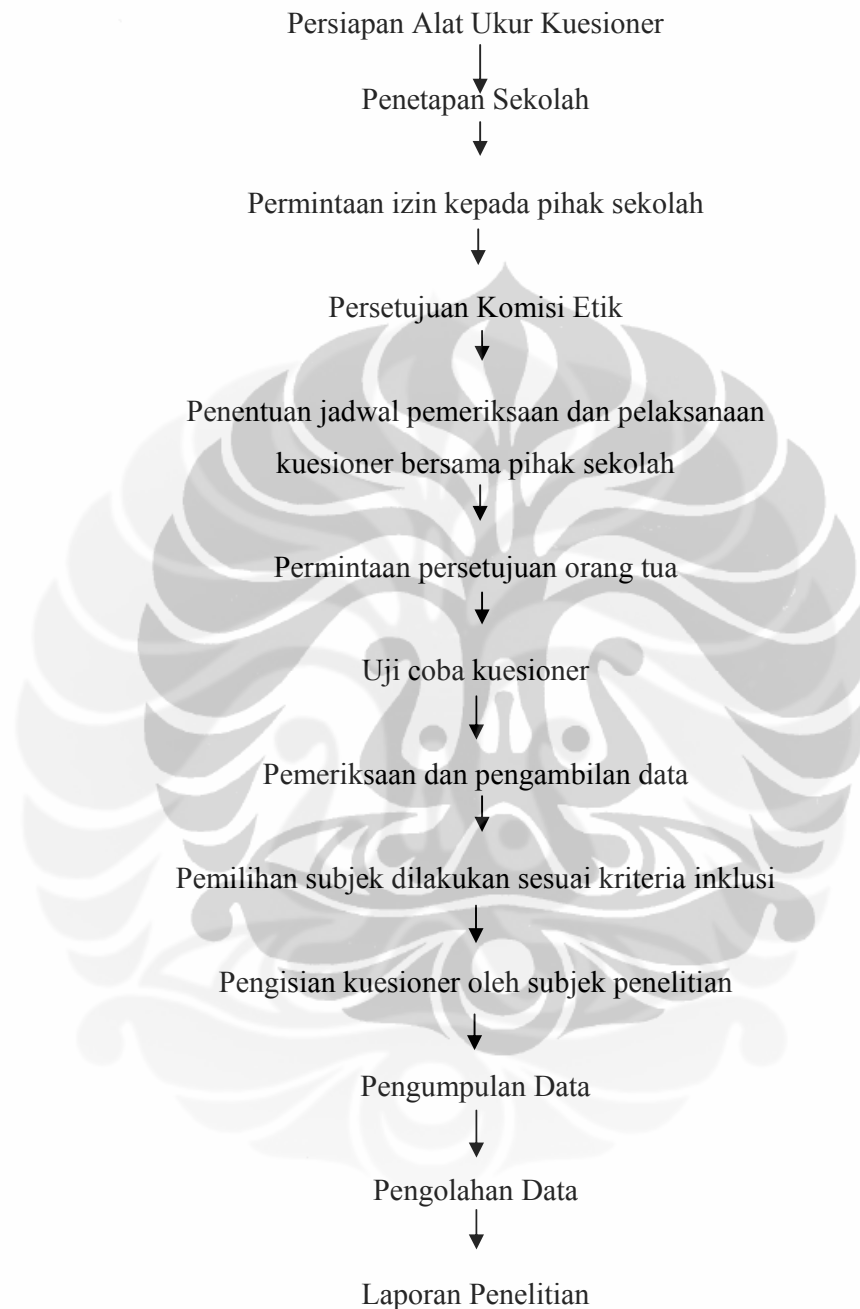 Persiapan Alat Ukur Kuesioner
Penetapan Sekolah
Permintaan izin kepada pihak sekolah
Persetujuan Komisi Etik
Penentuan jadwal pemeriksaan dan pelaksanaan
kuesioner bersama pihak sekolah
Permintaan persetujuan orang tua
Uji coba kuesioner
Pemeriksaan dan pengambilan data
Pemilihan subjek dilakukan sesuai kriteria inklusi
Pengisian kuesioner oleh subjek penelitian
Pengumpulan Data
Pengolahan Data
Laporan Penelitian